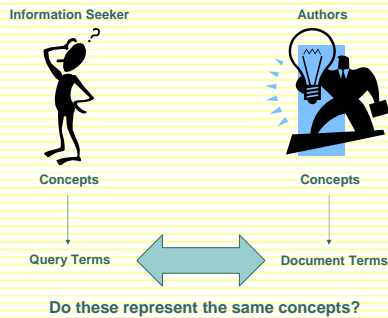 Information Seeker
Authors
?
Concepts
Concepts
Query Terms
Document Terms
Do these represent the same concepts?